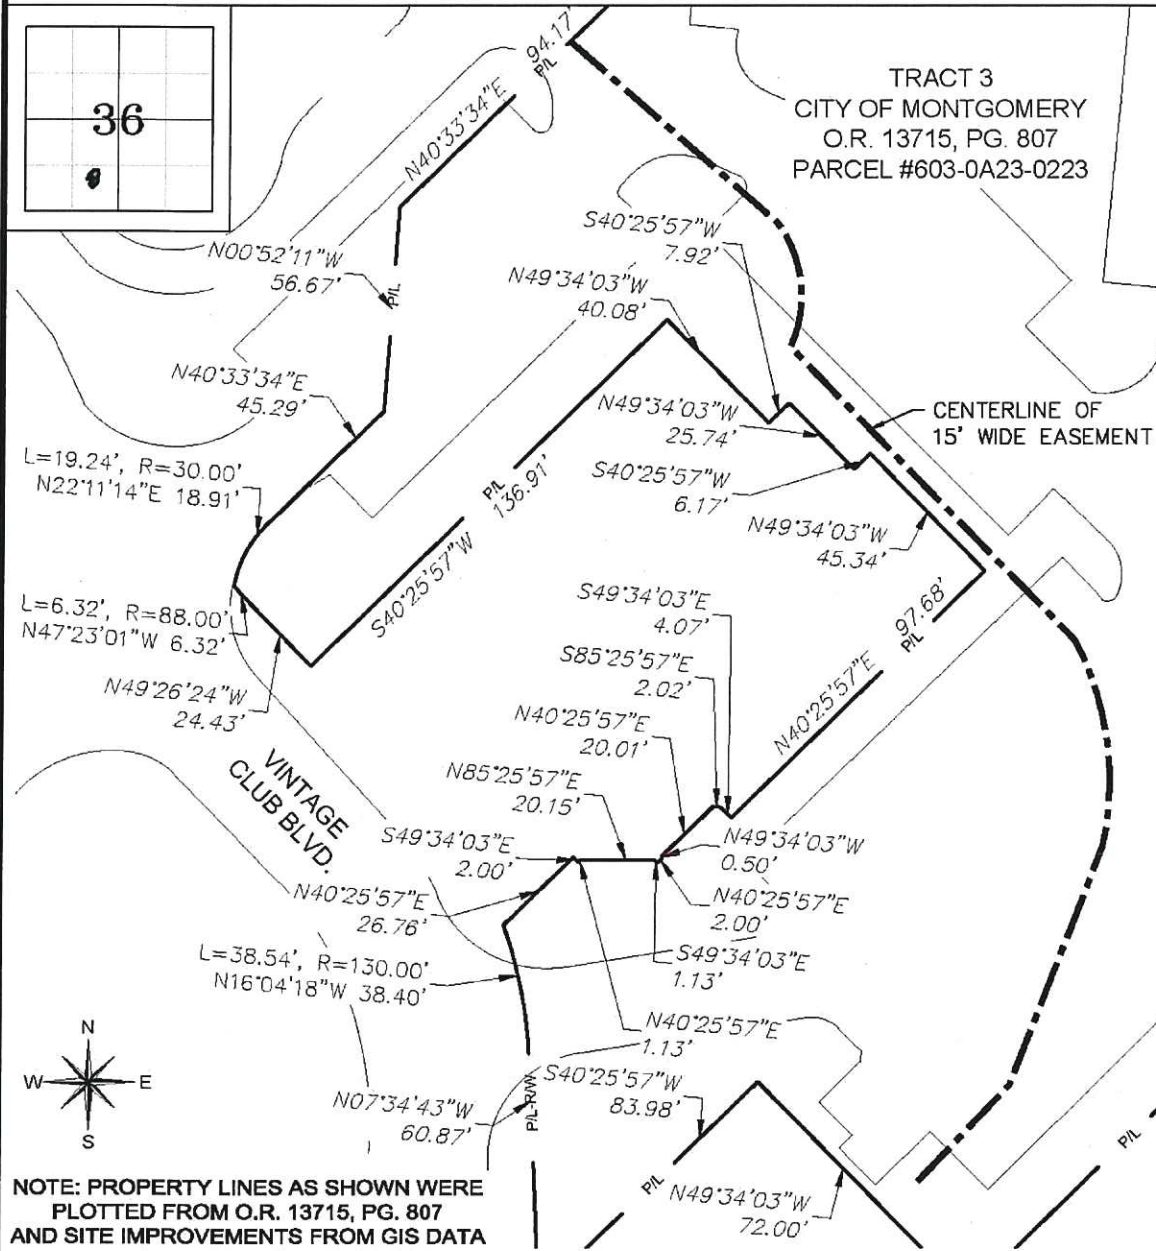 36
94.17'
P/L
N40°33'34"E
TRACT 3
CITY OF MONTGOMERY
O.R. 13715, PG. 807
PARCEL #603-0A23-0223
N00°52'11"W
56.67'
P/L
S40°25'57"W
7.92'
N49°34'03"W
40.08'
N40°33'34"E
45.29'
N49°34'03"W
25.74'
CENTERLINE OF
15' WIDE EASEMENT
L=19.24', R=30.00'
N22°11'14"E 18.91'
P/L
136.91'
S40°25'57"W
S40°25'57"W
6.17'
N49°34'03"W
45.34'
L=6.32', R=88.00'
N47°23'01"W 6.32'
S49°34'03"E
4.07'
97.68'
P/L
N40°25'57"E
N49°26'24"W
24.43'
S85°25'57"E
2.02'
N40°25'57"E
20.01'
VINTAGE
CLUB BLVD.
N85°25'57"E
20.15'
S49°34'03"E
2.00'
N49°34'03"W
0.50'
N40°25'57"E
26.76'
N40°25'57"E
2.00'
L=38.54', R=130.00'
N16°04'18"W 38.40'
S49°34'03"E
1.13'
N40°25'57"E
1.13'
N
W E
S
S40°25'57"W
83.98'
N07°34'43"W
60.87'
P/L-R/W
P/L
P/L
N49°34'03"W
72.00'
NOTE: PROPERTY LINES AS SHOWN WERE
PLOTTED FROM O.R. 13715, PG. 807
AND SITE IMPROVEMENTS FROM GIS DATA